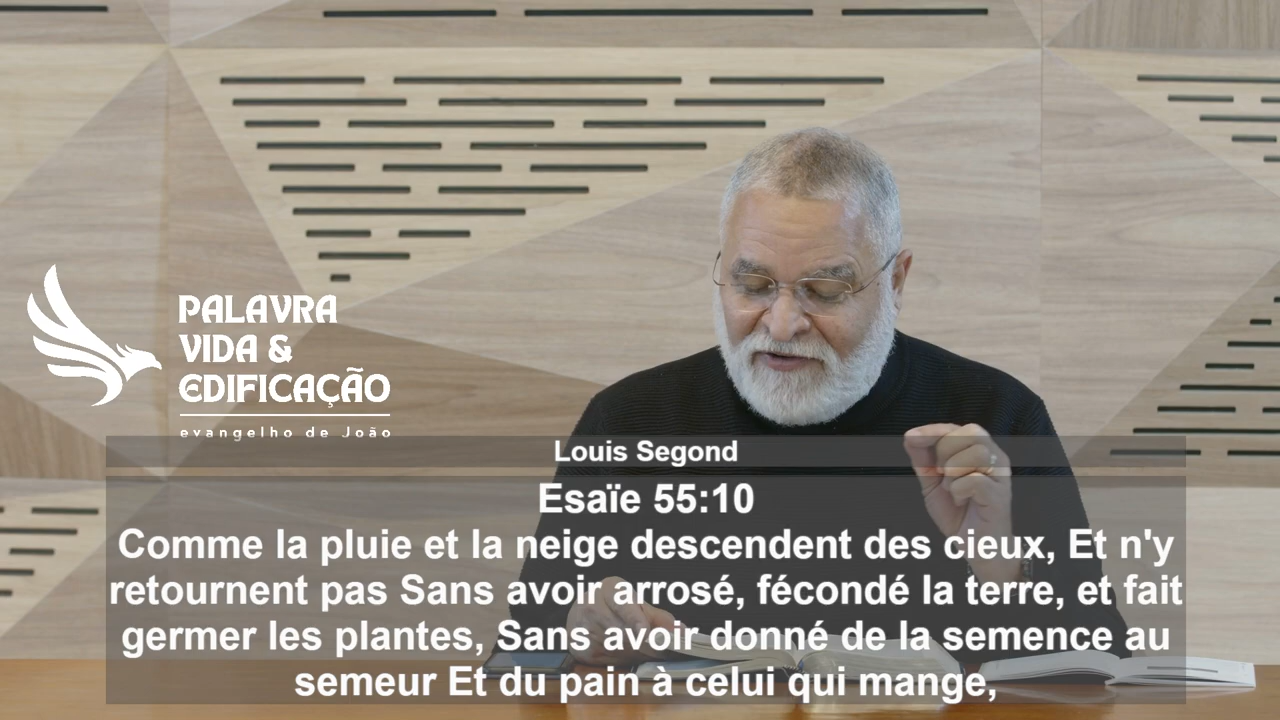 PALAVRA
VIDA &
EDIFICAÇÃO
evangelho de João
Louis Segond
Esaïe 55:10
Comme la pluie et la neige descendent des cieux, Et n'y
retournent pas Sans avoir arrosé, fécondé la terre, et fait
germer les plantes, Sans avoir donné de la semence au
semeur Et du pain à celui qui mange,